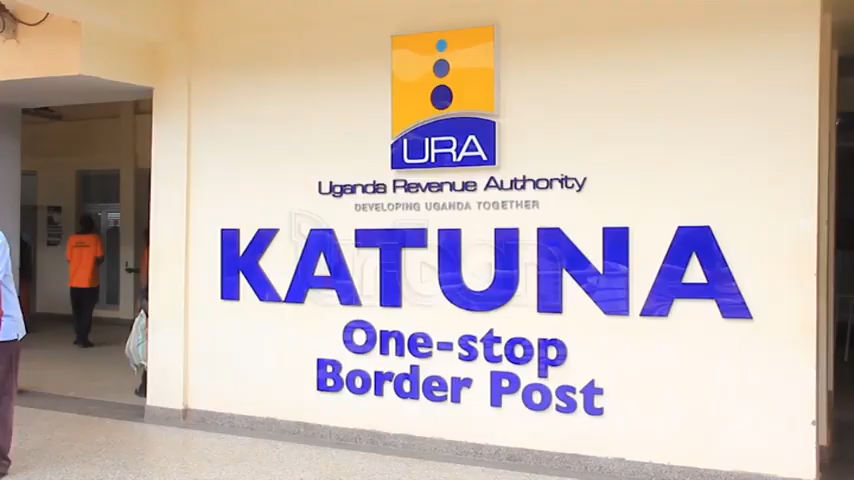 URA
Uganda Revenue Authority
DEVELOPING UGANDA TOGETHER
KATUNA
One-stop
Border Post